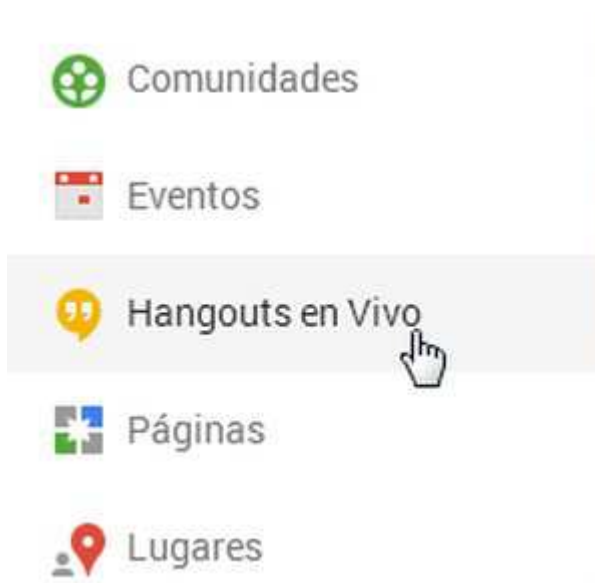 Comunidades
Eventos
Hangouts en Vivo
Páginas
Lugares